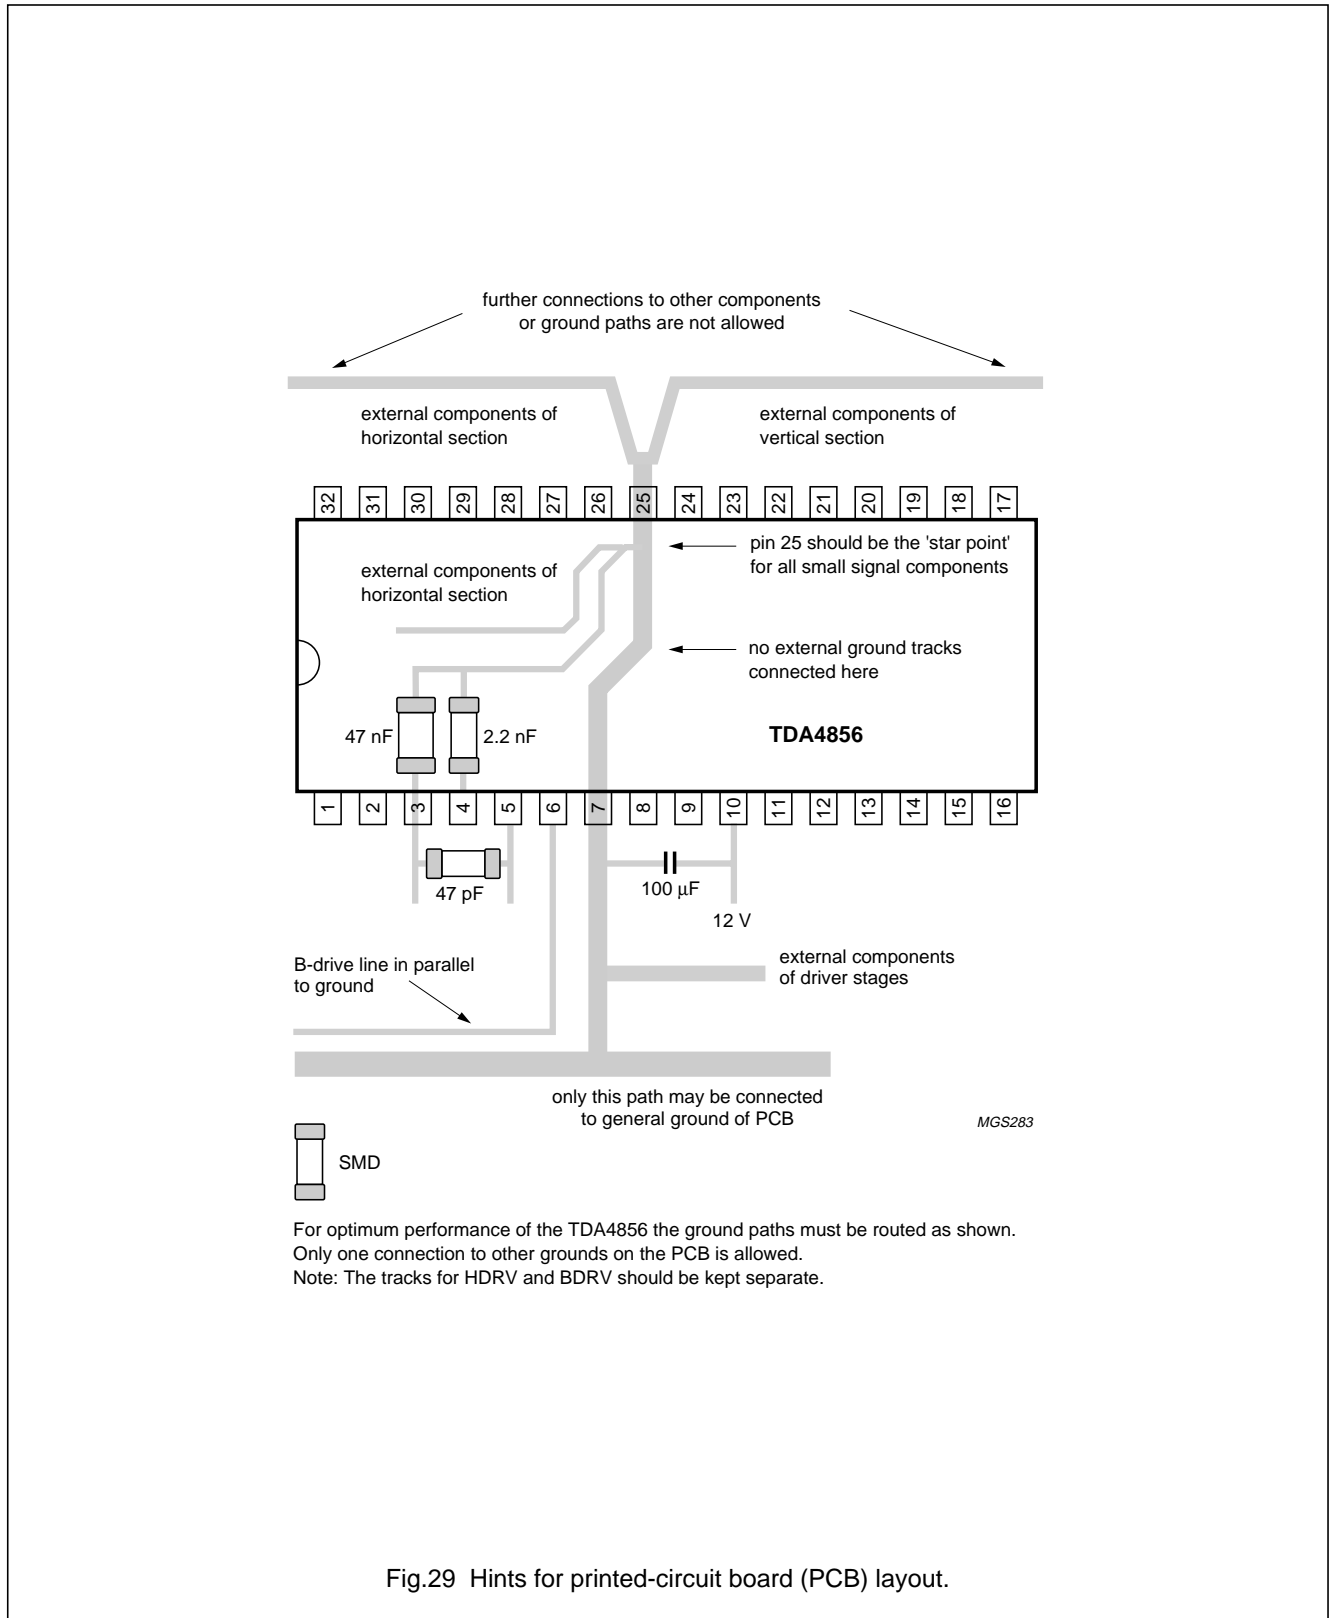 further connections to other components
or ground paths are not allowed
external components of
horizontal section
external components of
vertical section
32 31 30 29 28 27 26 25 24 23 22 21 20 19 18 17
pin 25 should be the 'star point'
for all small signal components
external components of
horizontal section
no external ground tracks
connected here
47 nF
2.2 nF
TDA4856
1 2 3 4 5 6 7 8 9 10 11 12 13 14 15 16
47 pF
100 μF
12 V
B-drive line in parallel
to ground
external components
of driver stages
only this path may be connected
to general ground of PCB
MGS283
SMD
For optimum performance of the TDA4856 the ground paths must be routed as shown.
Only one connection to other grounds on the PCB is allowed.
Note: The tracks for HDRV and BDRV should be kept separate.
Fig.29 Hints for printed-circuit board (PCB) layout.